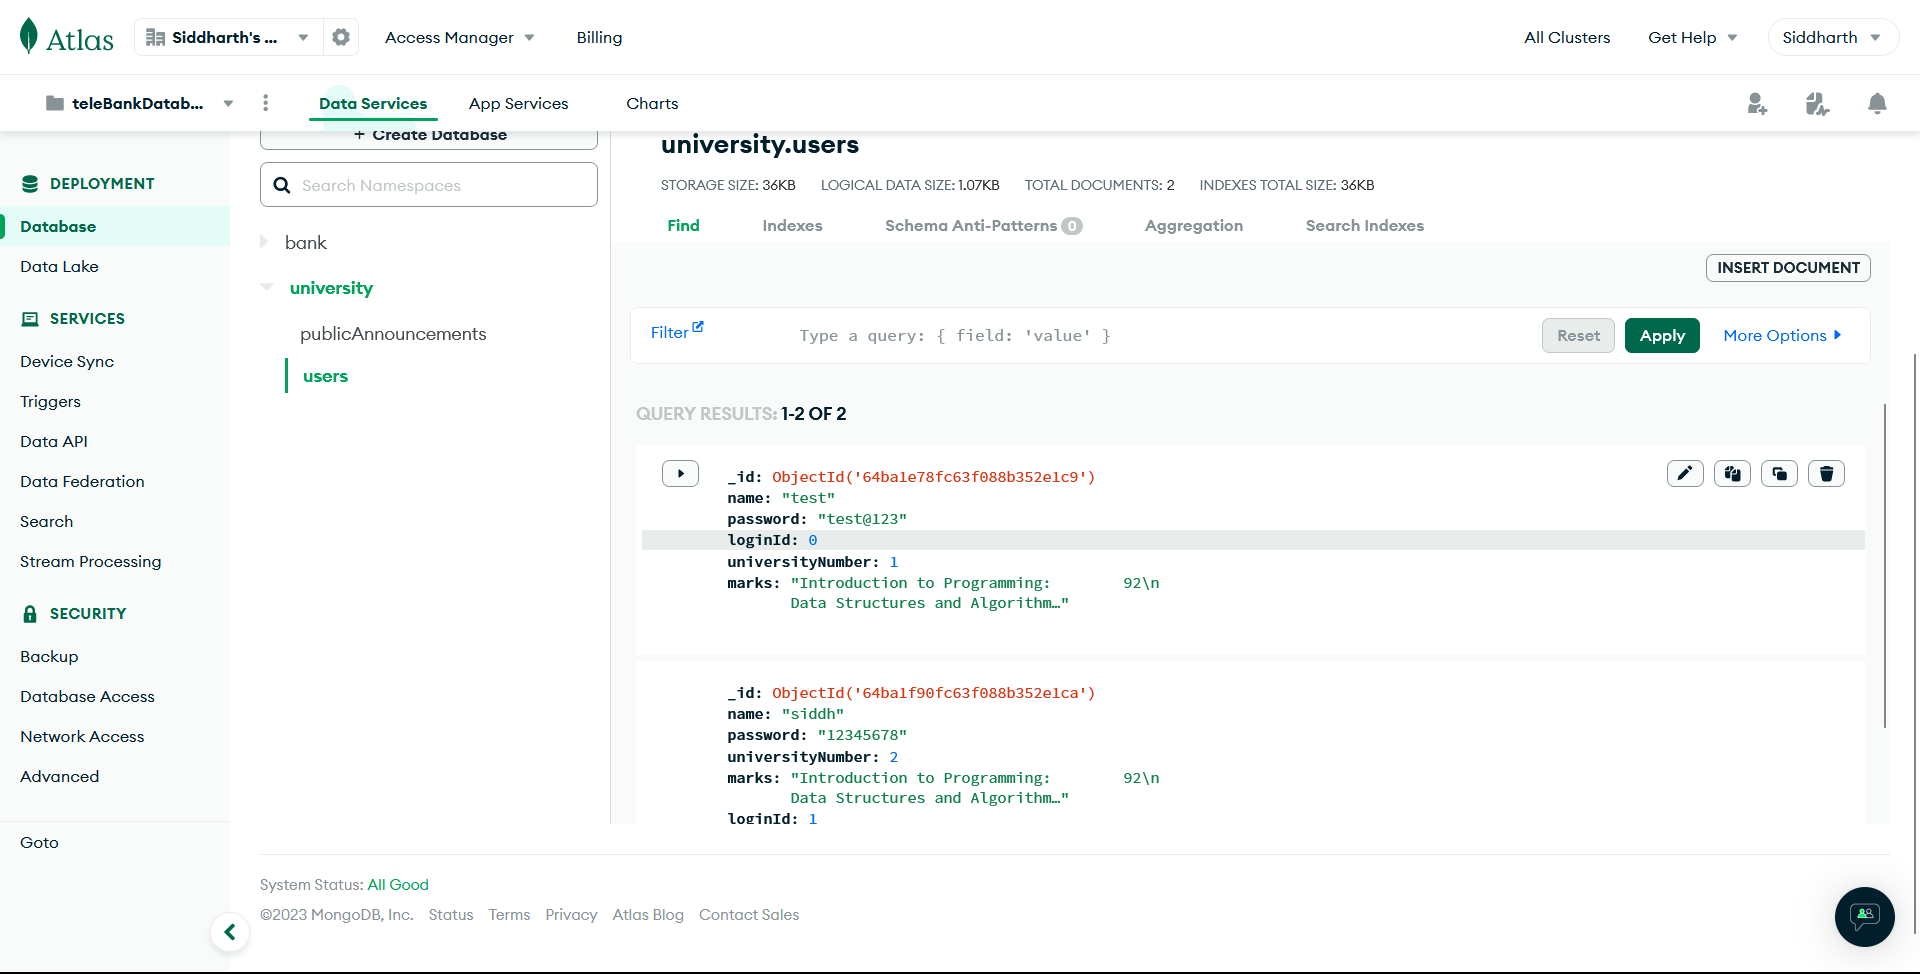 Atlas
Siddharth's ...
Access Manager
Billing
All Clusters
Get Help
Siddharth
teleBankDatab...
Data Services
App Services
Charts
DEPLOYMENT
Database
Data Lake
SERVICES
Device Sync
Triggers
Data API
Data Federation
Search
Stream Processing
SECURITY
Backup
Database Access
Network Access
Advanced
Goto
+ Create Database
Search Namespaces
bank
university
publicAnnouncements
users
university.users
STORAGE SIZE: 36KB LOGICAL DATA SIZE: 1.07KB TOTAL DOCUMENTS: 2 INDEXES TOTAL SIZE: 36KB
Find Indexes Schema Anti-Patterns 0 Aggregation Search Indexes
INSERT DOCUMENT
Filter
Type a query: { field: 'value' }
Reset
Apply
More Options
QUERY RESULTS: 1-2 OF 2
_id: ObjectId('64ba1e78fc63f088b352e1c9')
name: "test"
password: "test@123"
loginId: 0
universityNumber: 1
marks: "Introduction to Programming: 92\n
Data Structures and Algorithm…"
_id: ObjectId('64ba1f90fc63f088b352e1ca')
name: "siddh"
password: "12345678"
universityNumber: 2
marks: "Introduction to Programming: 92\n
Data Structures and Algorithm…"
loginId: 1
System Status: All Good
©2023 MongoDB, Inc. Status Terms Privacy Atlas Blog Contact Sales